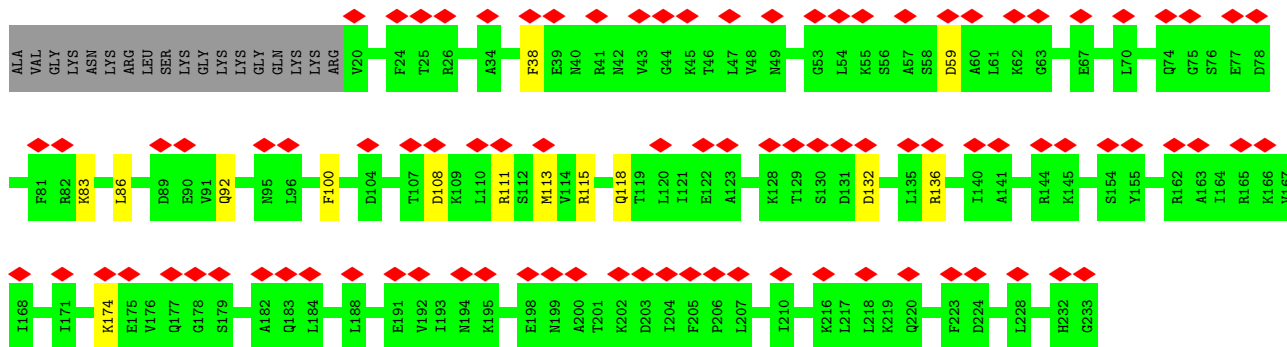 ALA VAL GLY LYS ASN LYS ARG LEU SER LYS GLY LYS LYS GLY GLN LYS LYS ARG V20 F24 T25 R26 A34 F38 E39 N40 R41 N42 V43 G44 K45 T46 L47 V48 N49 G53 L54 K55 S56 A57 S58 D59 A60 L61 K62 G63 E67 L70 Q74 G75 S76 E77 D78
F81 R82 K83 L86 D89 E90 V91 Q92 N95 L96 F100 D104 T107 D108 K109 L110 R111 S112 M113 V114 R115 Q118 T119 L120 I121 E122 A123 K128 T129 S130 D131 D132 L135 R136 I140 A141 R144 K145 S154 Y155 R162 A163 I164 R165 K166
I168 I171 K174 E175 V176 Q177 G178 S179 A182 Q183 L184 L188 E191 V192 I193 N194 K195 E198 N199 A200 T201 K202 D203 I204 F205 P206 L207 I210 K216 L217 L218 K219 Q220 F223 D224 L228 H232 G233